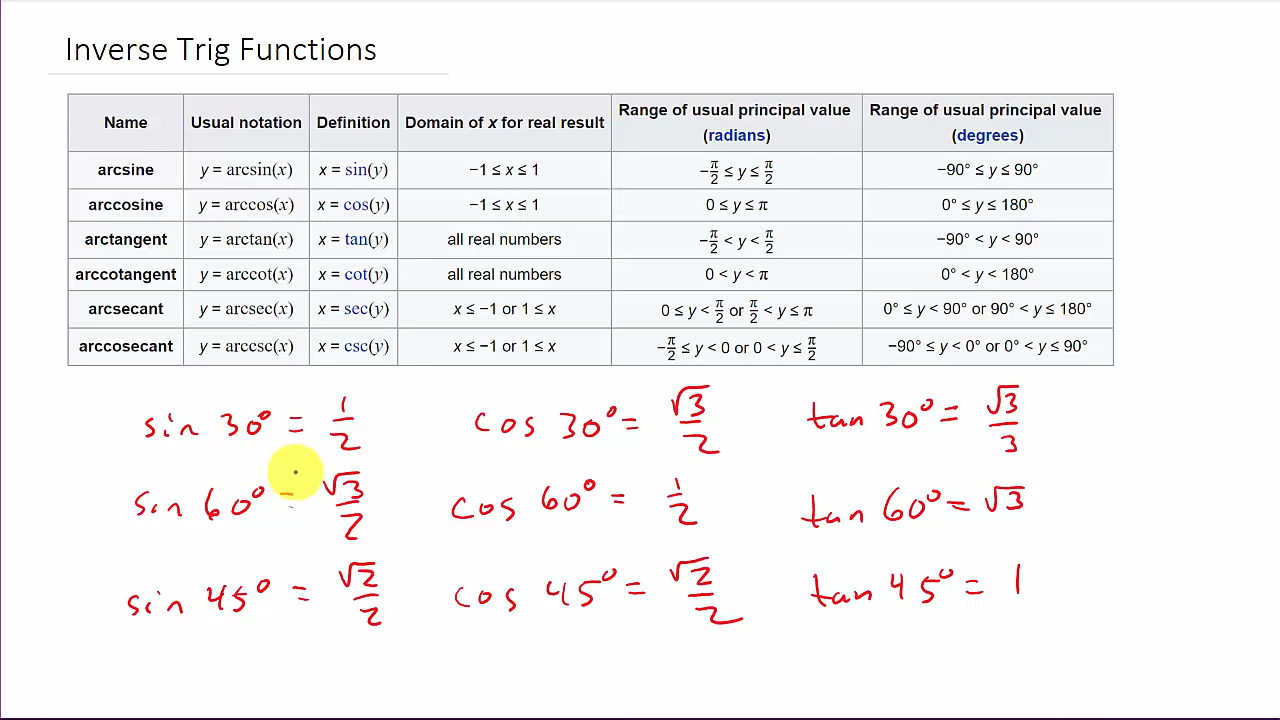 Inverse Trig Functions
Name Usual notation Definition Domain of x for real result Range of usual principal value (radians) Range of usual principal value (degrees)
arcsine y = arcsin(x) x = sin(y) −1 ≤ x ≤ 1 −π/2 ≤ y ≤ π/2 −90° ≤ y ≤ 90°
arccosine y = arccos(x) x = cos(y) −1 ≤ x ≤ 1 0 ≤ y ≤ π 0° ≤ y ≤ 180°
arctangent y = arctan(x) x = tan(y) all real numbers −π/2 < y < π/2 −90° < y < 90°
arccotangent y = arccot(x) x = cot(y) all real numbers 0 < y < π 0° < y < 180°
arcsecant y = arcsec(x) x = sec(y) x ≤ −1 or 1 ≤ x 0 ≤ y < π/2 or π/2 < y ≤ π 0° ≤ y < 90° or 90° < y ≤ 180°
arccosecant y = arccsc(x) x = csc(y) x ≤ −1 or 1 ≤ x −π/2 ≤ y < 0 or 0 < y ≤ π/2 −90° ≤ y < 0° or 0° < y ≤ 90°
sin 30° = 1/2 cos 30° = √3/2 tan 30° = √3/3
sin 60° = √3/2 cos 60° = 1/2 tan 60° = √3
sin 45° = √2/2 cos 45° = √2/2 tan 45° = 1